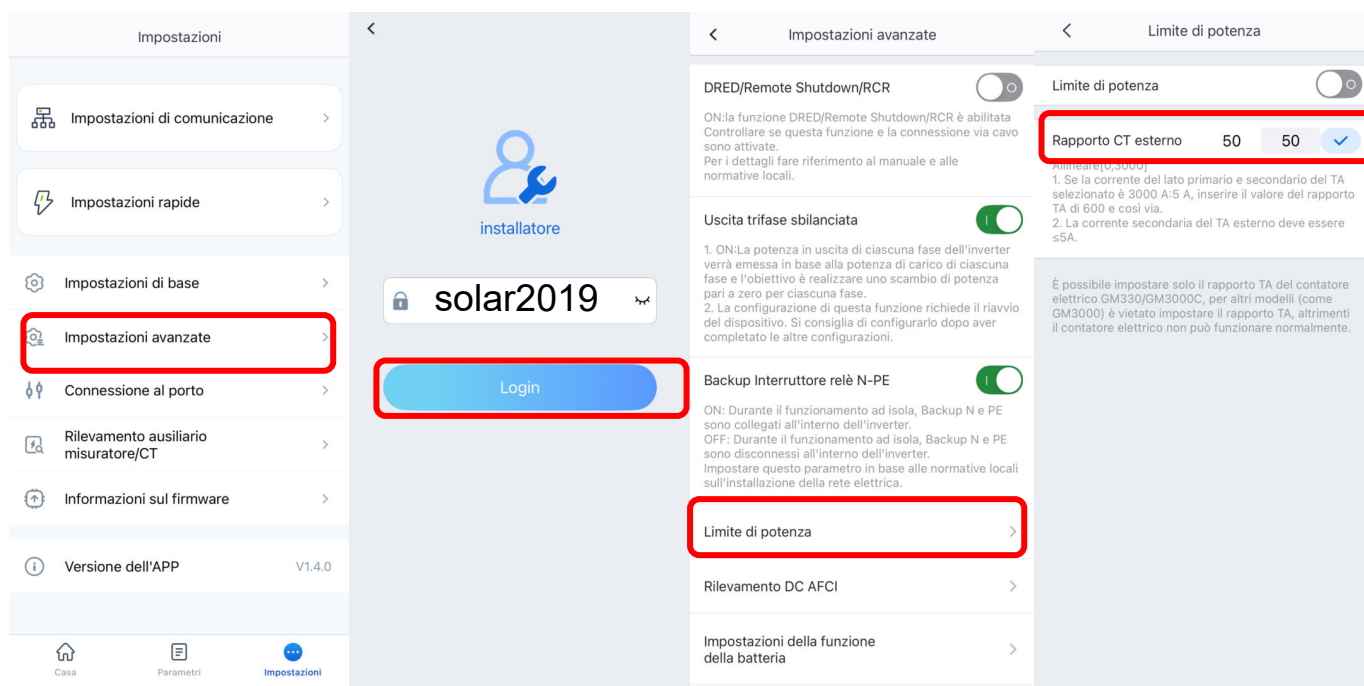 Impostazioni
Impostazioni di comunicazione
Impostazioni rapide
Impostazioni di base
Impostazioni avanzate
Connessione al porto
Rilevamento ausiliario
misuratore/CT
Informazioni sul firmware
Versione dell'APP V1.4.0
Casa Parametri Impostazioni
installatore
solar2019
Login
Impostazioni avanzate
DRED/Remote Shutdown/RCR
ON:la funzione DRED/Remote Shutdown/RCR è abilitata
Controllare se questa funzione e la connessione via cavo
sono attivate.
Per i dettagli fare riferimento al manuale e alle
normative locali.
Uscita trifase sbilanciata
1. ON:La potenza in uscita di ciascuna fase dell'inverter
verrà emessa in base alla potenza di carico di ciascuna
fase e l'obiettivo è realizzare uno scambio di potenza
pari a zero per ciascuna fase.
2. La configurazione di questa funzione richiede il riavvio
del dispositivo. Si consiglia di configurarlo dopo aver
completato le altre configurazioni.
Backup Interruttore relè N-PE
ON: Durante il funzionamento ad isola, Backup N e PE
sono collegati all'interno dell'inverter.
OFF: Durante il funzionamento ad isola, Backup N e PE
sono disconnessi all'interno dell'inverter.
Impostare questo parametro in base alle normative locali
sull'installazione della rete elettrica.
Limite di potenza
Rilevamento DC AFCI
Impostazioni della funzione
della batteria
Limite di potenza
Limite di potenza
Rapporto CT esterno 50 50
Allineare[0,3000]
1. Se la corrente del lato primario e secondario del TA
selezionato è 3000 A:5 A, inserire il valore del rapporto
TA di 600 e così via.
2. La corrente secondaria del TA esterno deve essere
≤5A.
È possibile impostare solo il rapporto TA del contatore
elettrico GM330/GM3000C, per altri modelli (come
GM3000) è vietato impostare il rapporto TA, altrimenti
il contatore elettrico non può funzionare normalmente.